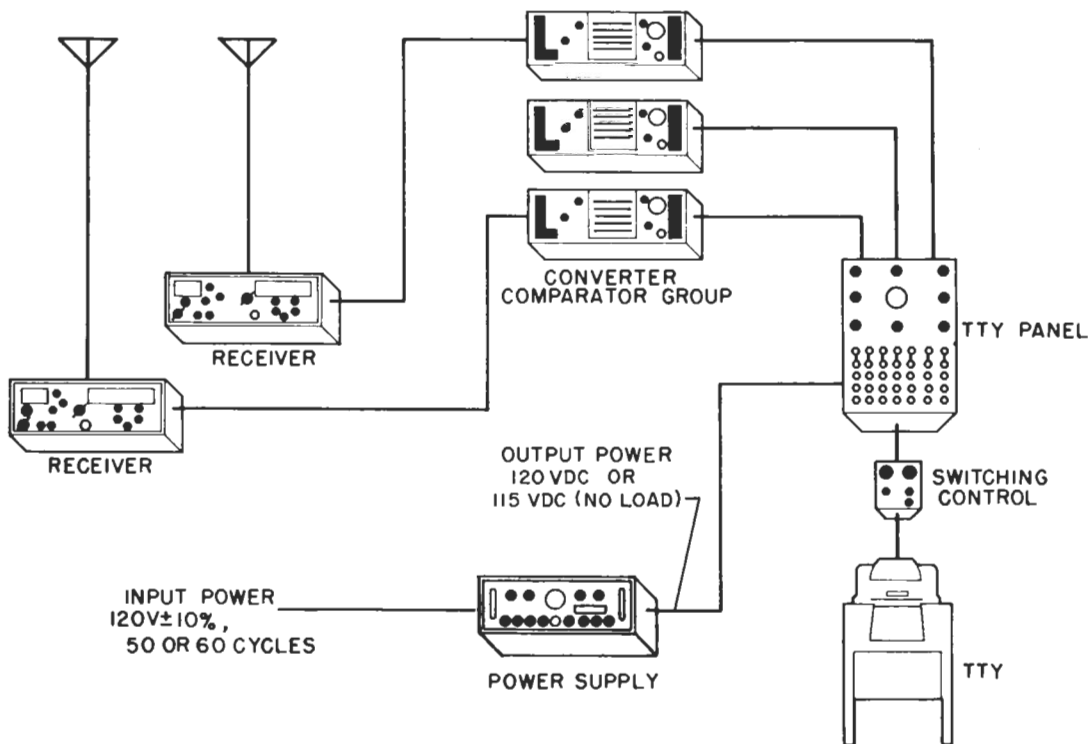 CONVERTER
COMPARATOR GROUP
RECEIVER
TTY PANEL
RECEIVER
OUTPUT POWER
120 VDC OR
115 VDC (NO LOAD)
SWITCHING
CONTROL
INPUT POWER
120V±10%,
50 OR 60 CYCLES
POWER SUPPLY
TTY